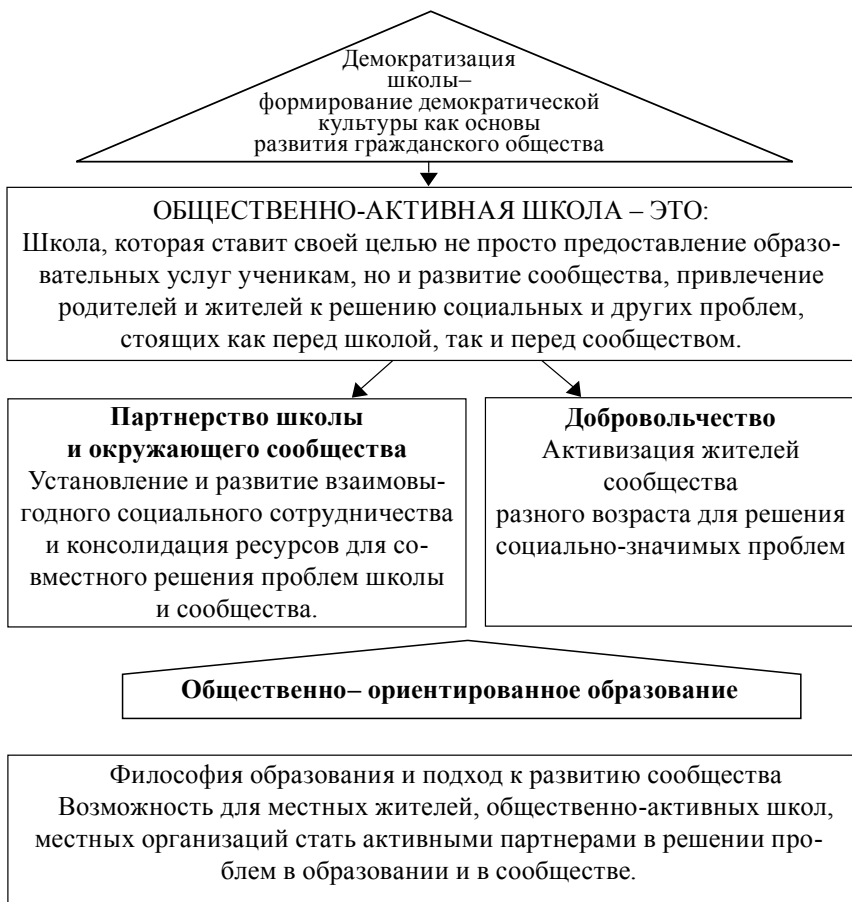 Демократизация
школы–
формирование демократической
культуры как основы
развития гражданского общества
ОБЩЕСТВЕННО-АКТИВНАЯ ШКОЛА – ЭТО:
Школа, которая ставит своей целью не просто предоставление образо-
вательных услуг ученикам, но и развитие сообщества, привлечение
родителей и жителей к решению социальных и других проблем,
стоящих как перед школой, так и перед сообществом.
Партнерство школы
и окружающего сообщества
Установление и развитие взаимовы-
годного социального сотрудничества
и консолидация ресурсов для со-
вместного решения проблем школы
и сообщества.
Добровольчество
Активизация жителей
сообщества
разного возраста для решения
социально-значимых проблем
Общественно– ориентированное образование
Философия образования и подход к развитию сообщества
Возможность для местных жителей, общественно-активных школ,
местных организаций стать активными партнерами в решении про-
блем в образовании и в сообществе.